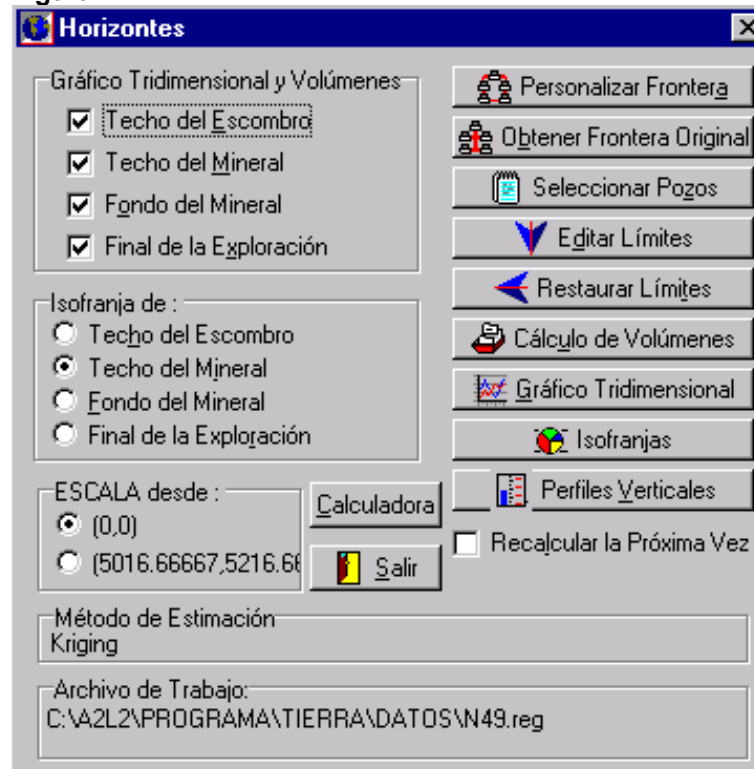 Horizontes
Gráfico Tridimensional y Volúmenes
Techo del Escombro
Techo del Mineral
Fondo del Mineral
Final de la Exploración
Isofranja de :
Techo del Escombro
Techo del Mineral
Fondo del Mineral
Final de la Exploración
ESCALA desde :
(0,0)
(5016.66667,5216.66
Calculadora
Salir
Personalizar Frontera
Obtener Frontera Original
Seleccionar Pozos
Editar Límites
Restaurar Límites
Cálculo de Volúmenes
Gráfico Tridimensional
Isofranjas
Perfiles Verticales
Recalcular la Próxima Vez
Método de Estimación
Kriging
Archivo de Trabajo:
C:\A2L2\PROGRAMA\TIERRA\DATOS\N49.reg